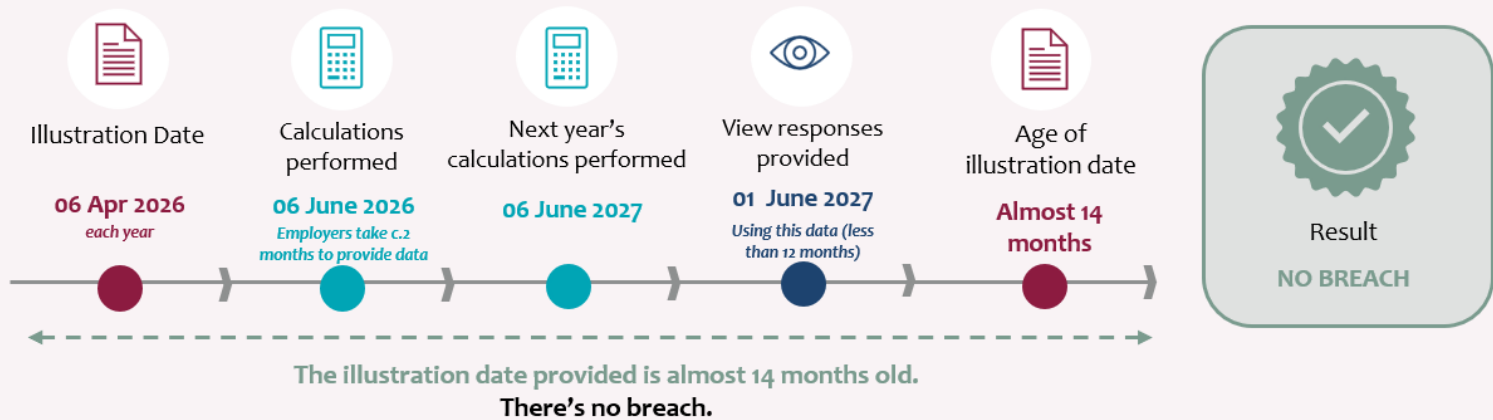 Illustration Date
06 Apr 2026
each year
Calculations
performed
06 June 2026
Employers take c.2
months to provide data
Next year's
calculations performed
06 June 2027
View responses
provided
01 June 2027
Using this data (less
than 12 months)
Age of
illustration date
Almost 14
months
Result
NO BREACH
The illustration date provided is almost 14 months old.
There's no breach.